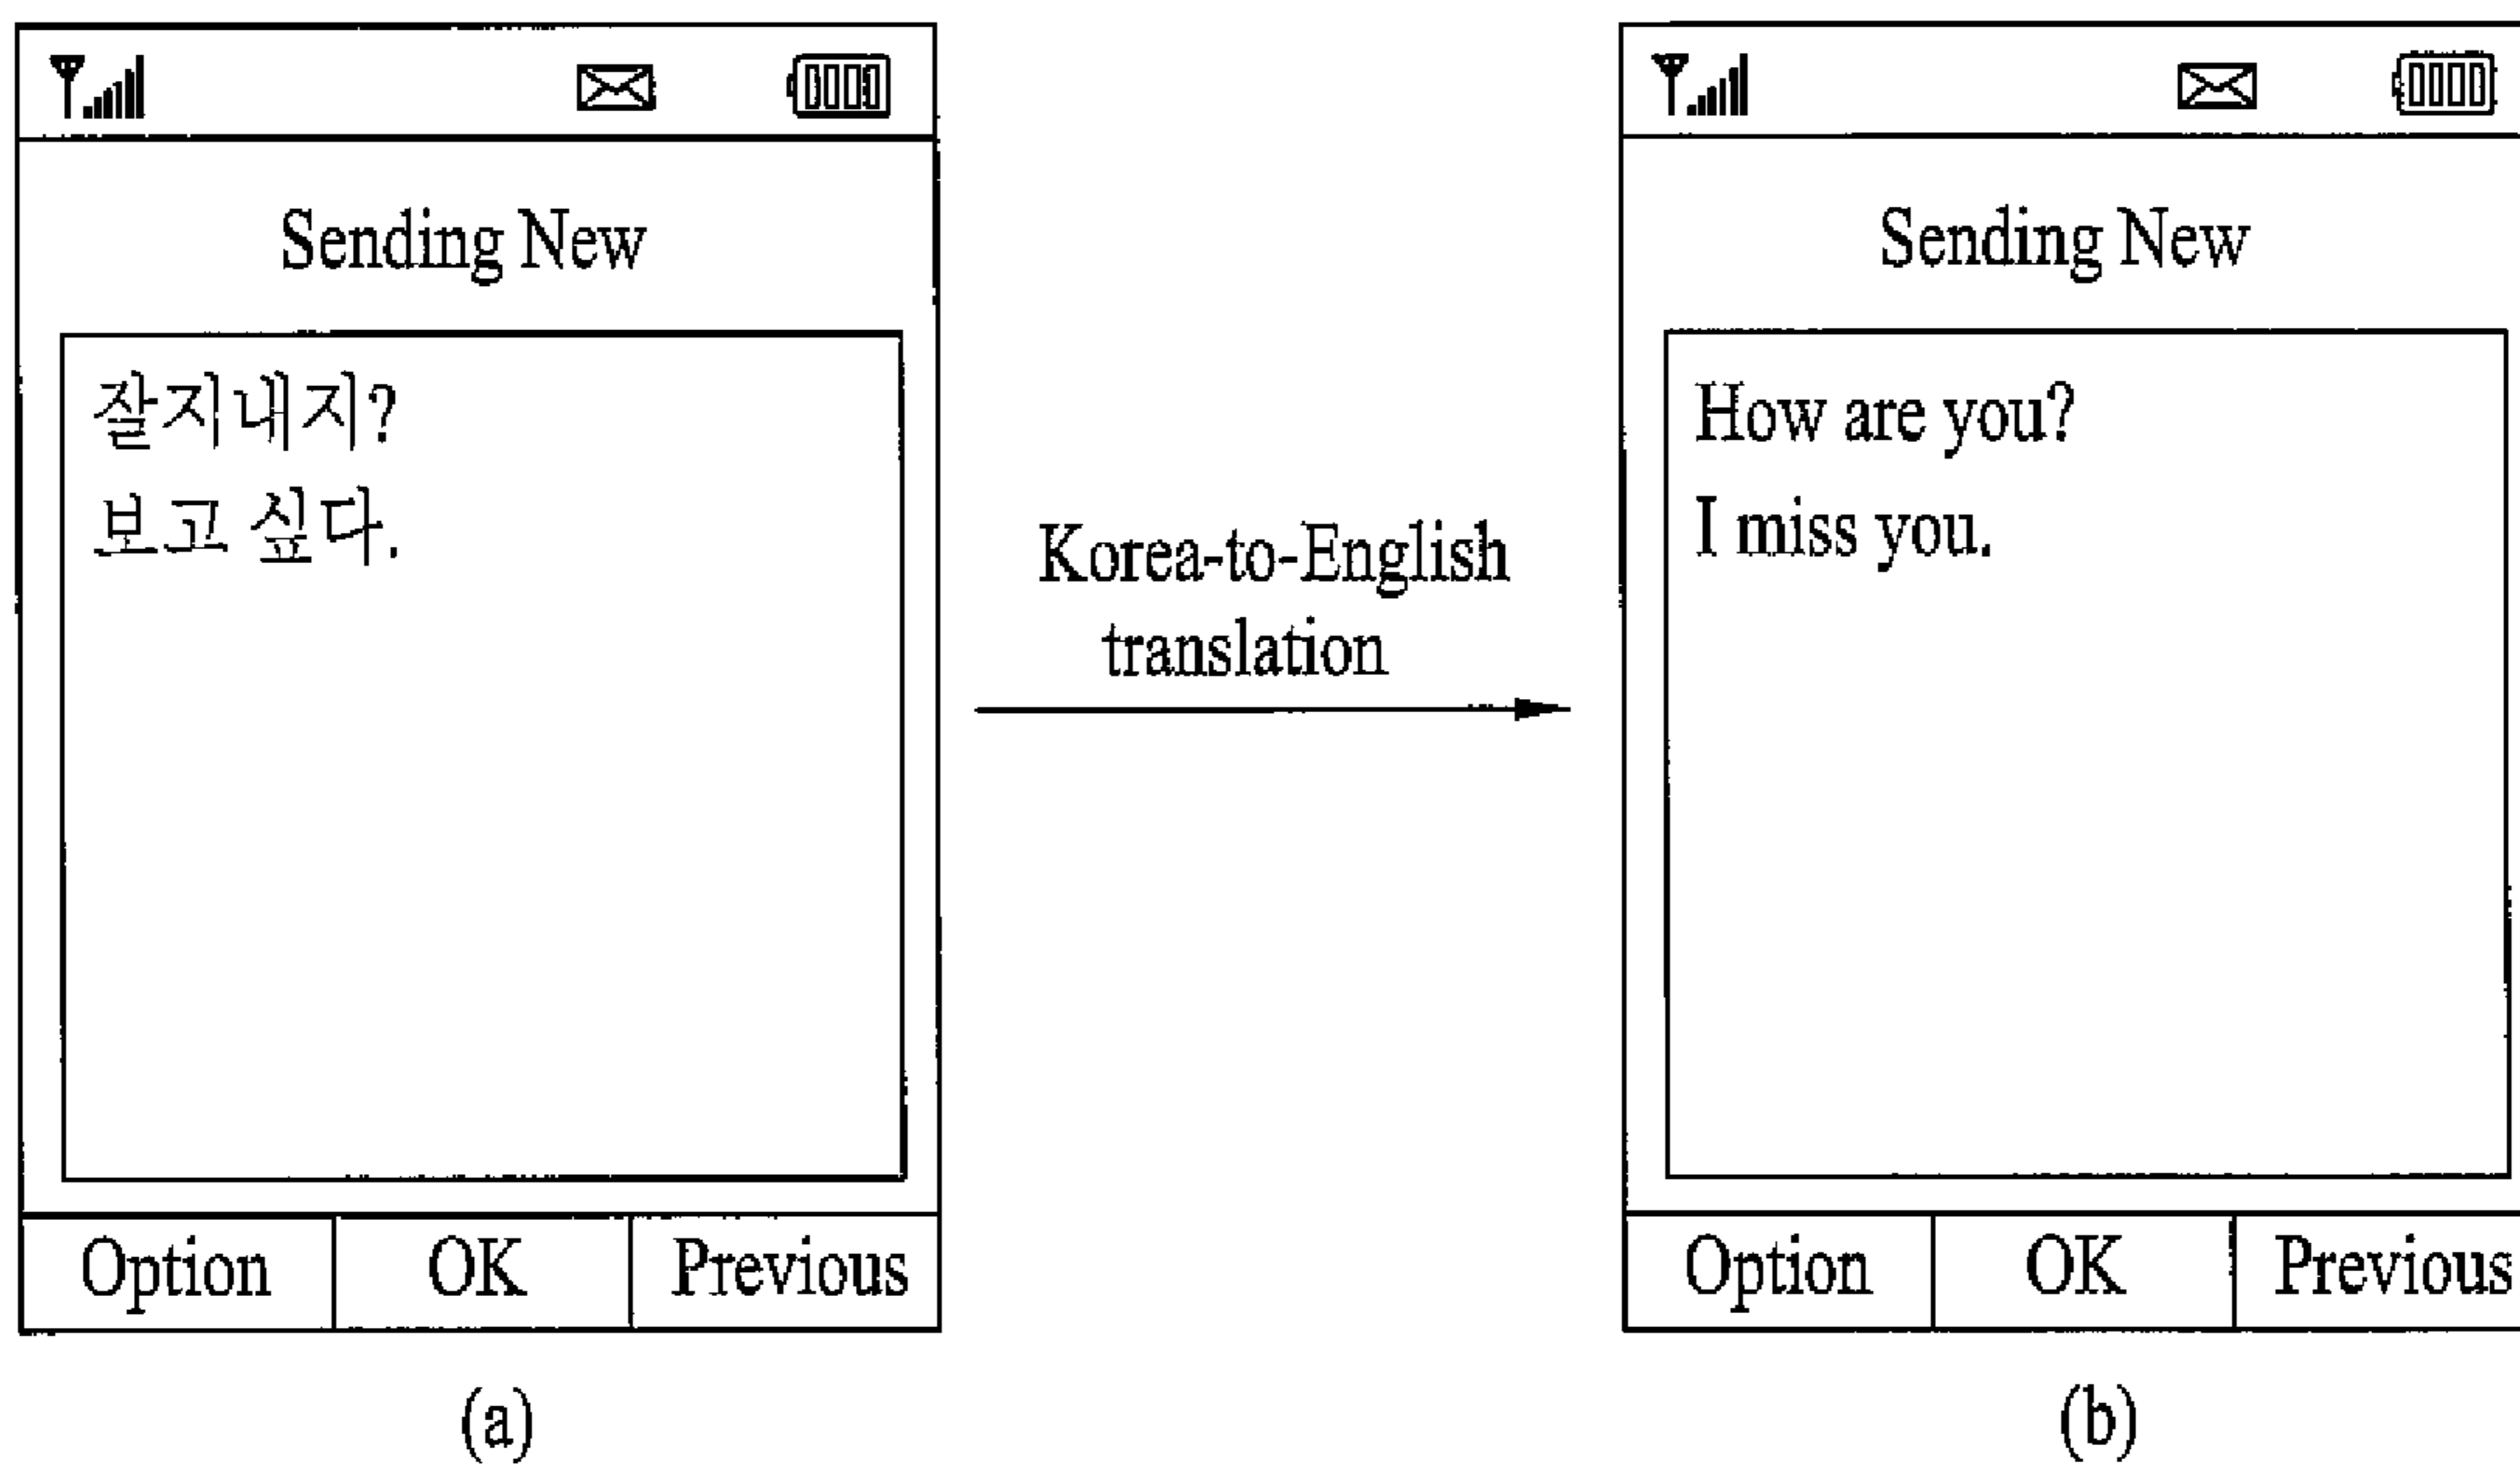 Sending New
잘지내지?
보고 싶다.
Option OK Previous
(a)
Korea-to-English
translation
Sending New
How are you?
I miss you.
Option OK Previous
(b)